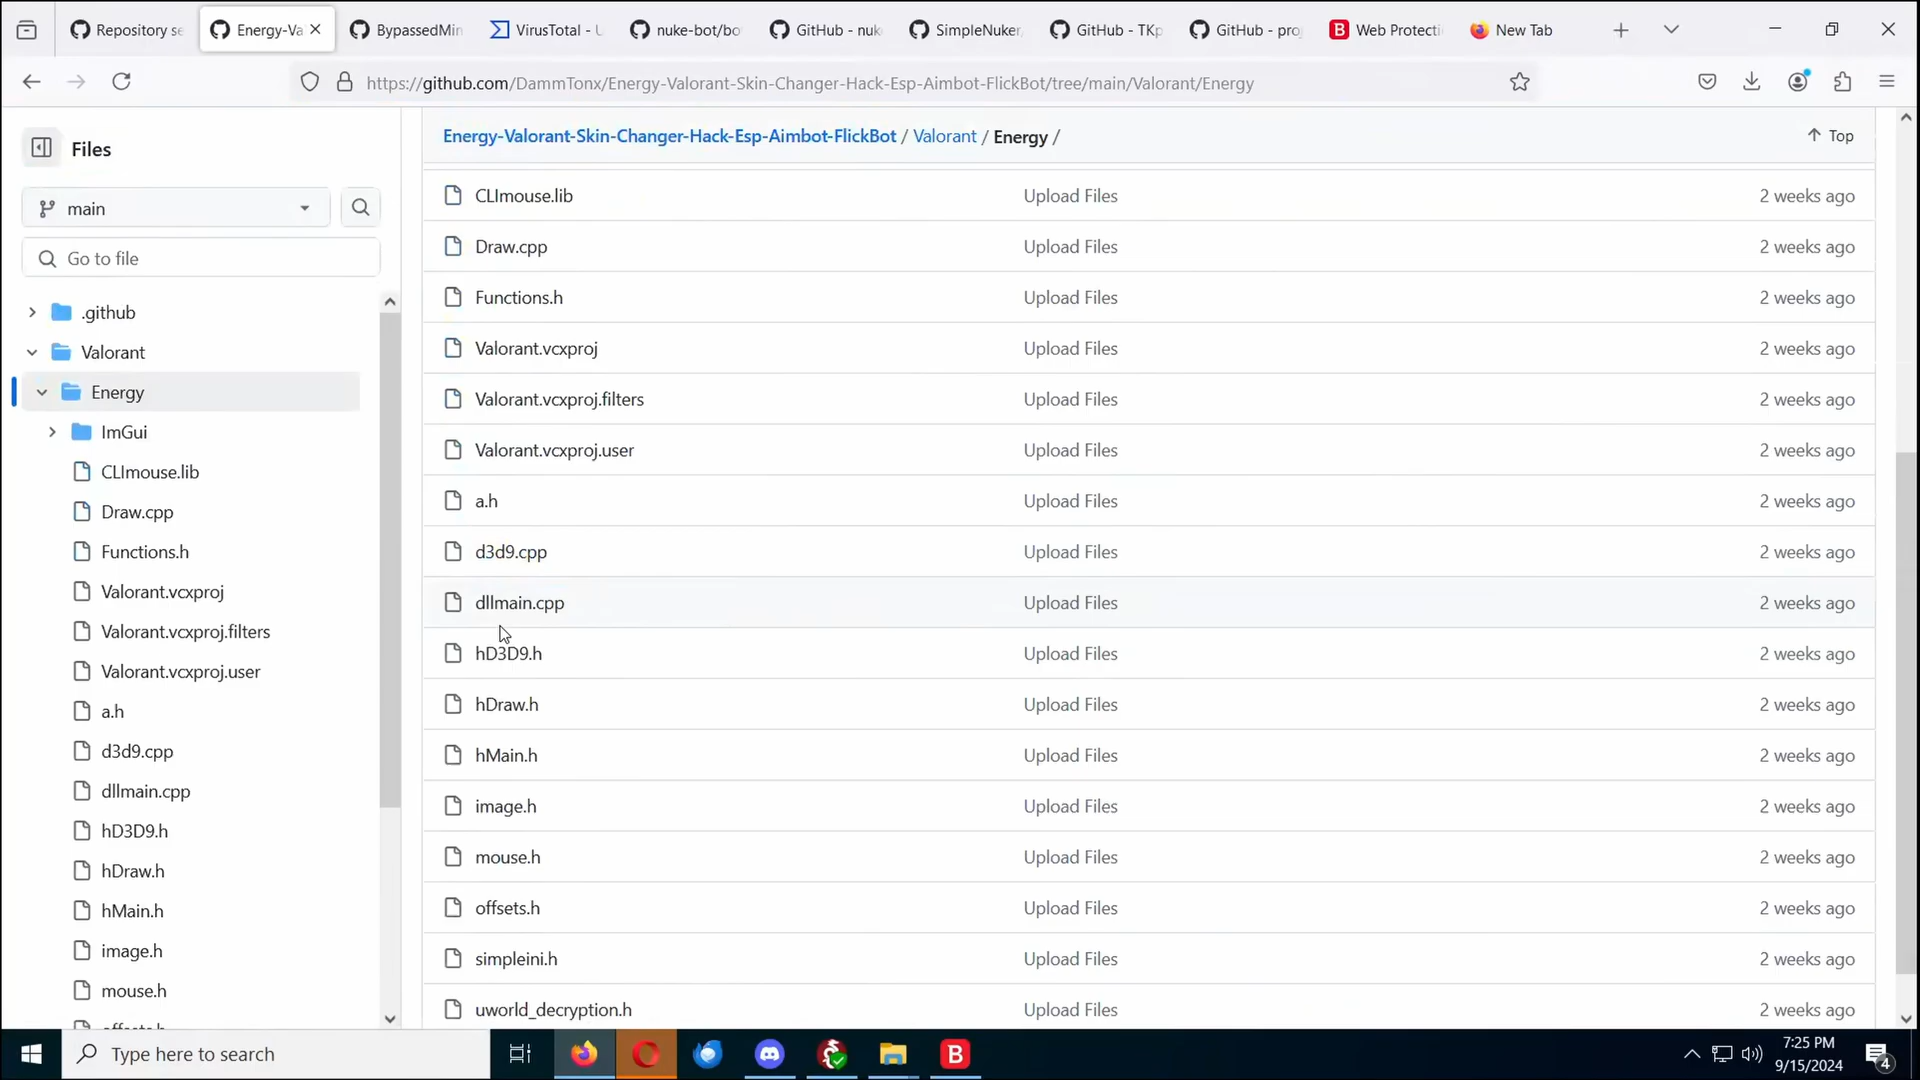 Repository se
Energy-Va
BypassedMin
VirusTotal - U
nuke-bot/bo
GitHub - nuk
SimpleNuker,
GitHub - TKp
GitHub - proj
B
Web Protecti
New Tab
https://github.com/DammTonx/Energy-Valorant-Skin-Changer-Hack-Esp-Aimbot-FlickBot/tree/main/Valorant/Energy
Files
main
Go to file
.github
Valorant
Energy
ImGui
CLImouse.lib
Draw.cpp
Functions.h
Valorant.vcxproj
Valorant.vcxproj.filters
Valorant.vcxproj.user
a.h
d3d9.cpp
dllmain.cpp
hD3D9.h
hDraw.h
hMain.h
image.h
mouse.h
offsets.h
Energy-Valorant-Skin-Changer-Hack-Esp-Aimbot-FlickBot / Valorant / Energy /
Top
CLImouse.lib Upload Files 2 weeks ago
Draw.cpp Upload Files 2 weeks ago
Functions.h Upload Files 2 weeks ago
Valorant.vcxproj Upload Files 2 weeks ago
Valorant.vcxproj.filters Upload Files 2 weeks ago
Valorant.vcxproj.user Upload Files 2 weeks ago
a.h Upload Files 2 weeks ago
d3d9.cpp Upload Files 2 weeks ago
dllmain.cpp Upload Files 2 weeks ago
hD3D9.h Upload Files 2 weeks ago
hDraw.h Upload Files 2 weeks ago
hMain.h Upload Files 2 weeks ago
image.h Upload Files 2 weeks ago
mouse.h Upload Files 2 weeks ago
offsets.h Upload Files 2 weeks ago
simpleini.h Upload Files 2 weeks ago
uworld_decryption.h Upload Files 2 weeks ago
Type here to search
B
7:25 PM
9/15/2024
4